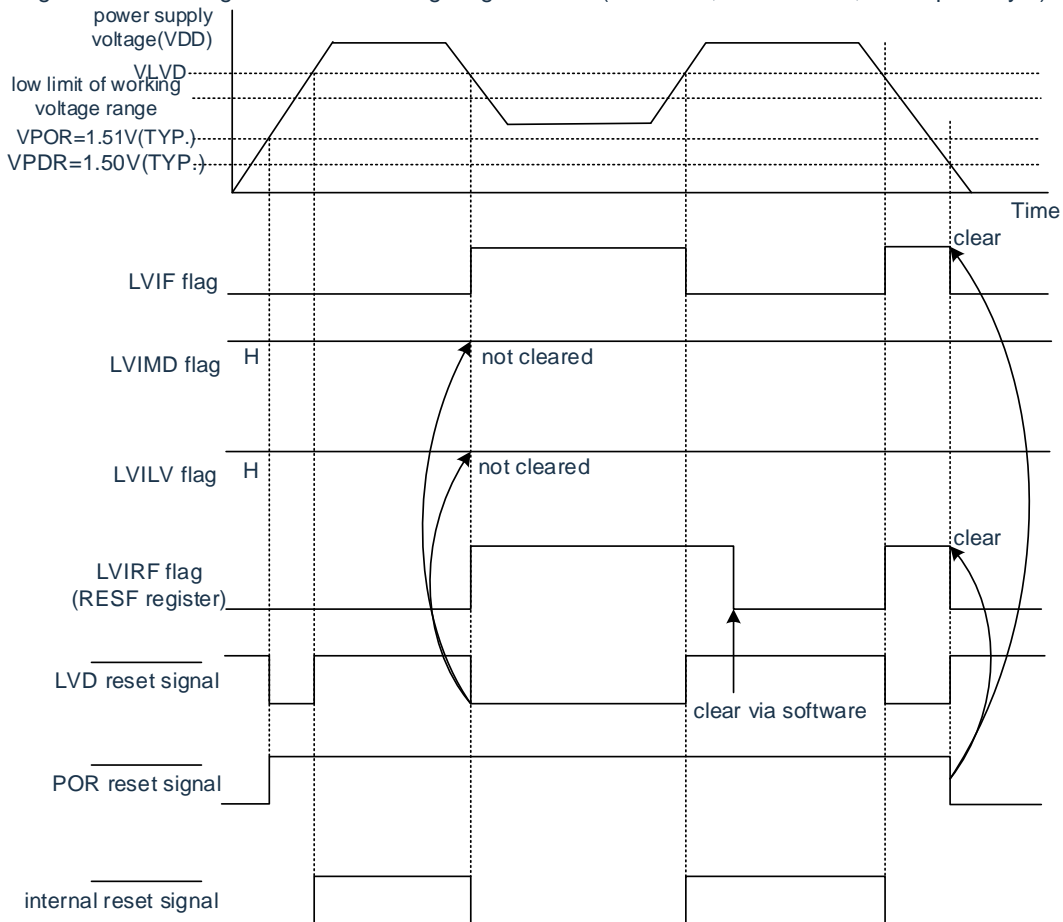 power supply
voltage(VDD)
VLVD
low limit of working
voltage range
VPOR=1.51V(TYP.)
VPDR=1.50V(TYP.)
Time
clear
LVIF flag
H
not cleared
LVIMD flag
H
not cleared
LVILV flag
clear
LVIRF flag
(RESF register)
LVD reset signal
clear via software
POR reset signal
internal reset signal